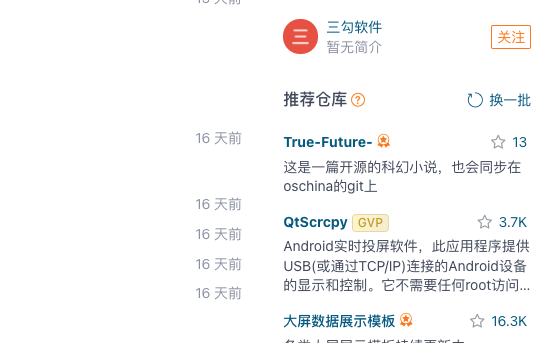 三
三勾软件
关注
暂无简介
推荐仓库 ?
换一批
16 天前
True-Future-
13
这是一篇开源的科幻小说，也会同步在
oschina的git上
16 天前
QtScrcpy GVP
3.7K
16 天前
Android实时投屏软件，此应用程序提供
16 天前
USB(或通过TCP/IP)连接的Android设备
16 天前
的显示和控制。它不需要任何root访问...
大屏数据展示模板
16.3K